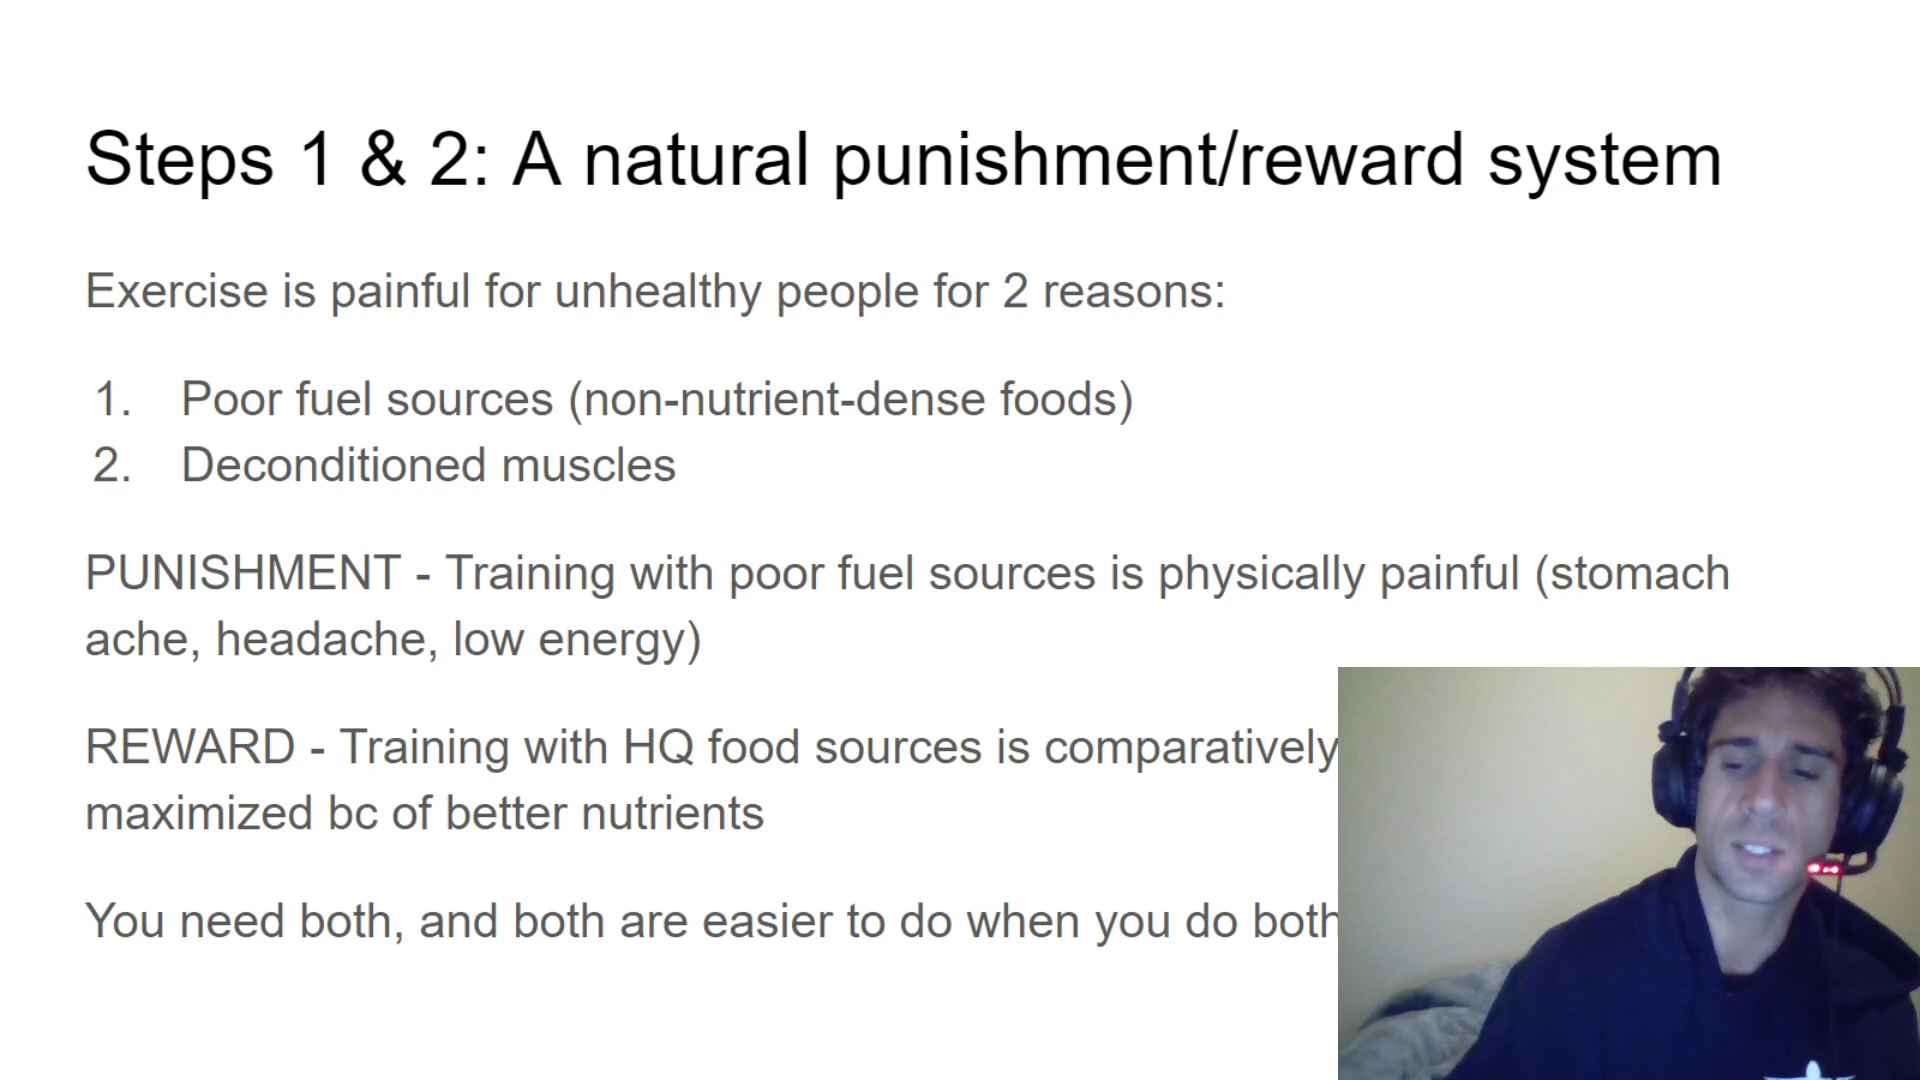 Steps 1 & 2: A natural punishment/reward system
Exercise is painful for unhealthy people for 2 reasons:
1. Poor fuel sources (non-nutrient-dense foods)
2. Deconditioned muscles
PUNISHMENT - Training with poor fuel sources is physically painful (stomach
ache, headache, low energy)
REWARD - Training with HQ food sources is comparatively
maximized bc of better nutrients
You need both, and both are easier to do when you do both